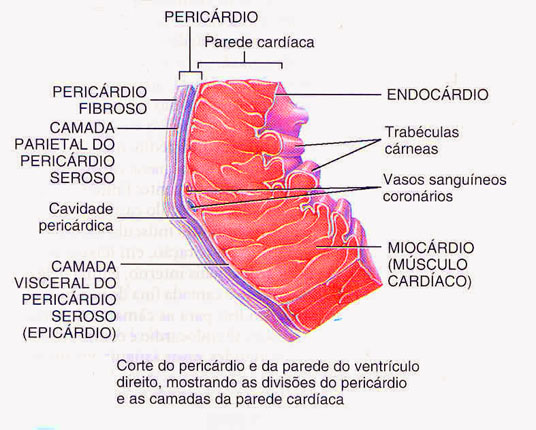 PERICÁRDIO
Parede cardíaca
PERICÁRDIO
FIBROSO
CAMADA
PARIETAL DO
PERICÁRDIO
SEROSO
Cavidade
pericárdica
CAMADA
VISCERAL DO
PERICÁRDIO
SEROSO
(EPICÁRDIO)
ENDOCÁRDIO
Trabéculas
cárneas
Vasos sanguíneos
coronários
MIOCÁRDIO
(MÚSCULO
CARDÍACO)
Corte do pericárdio e da parede do ventrículo
direito, mostrando as divisões do pericárdio
e as camadas da parede cardíaca